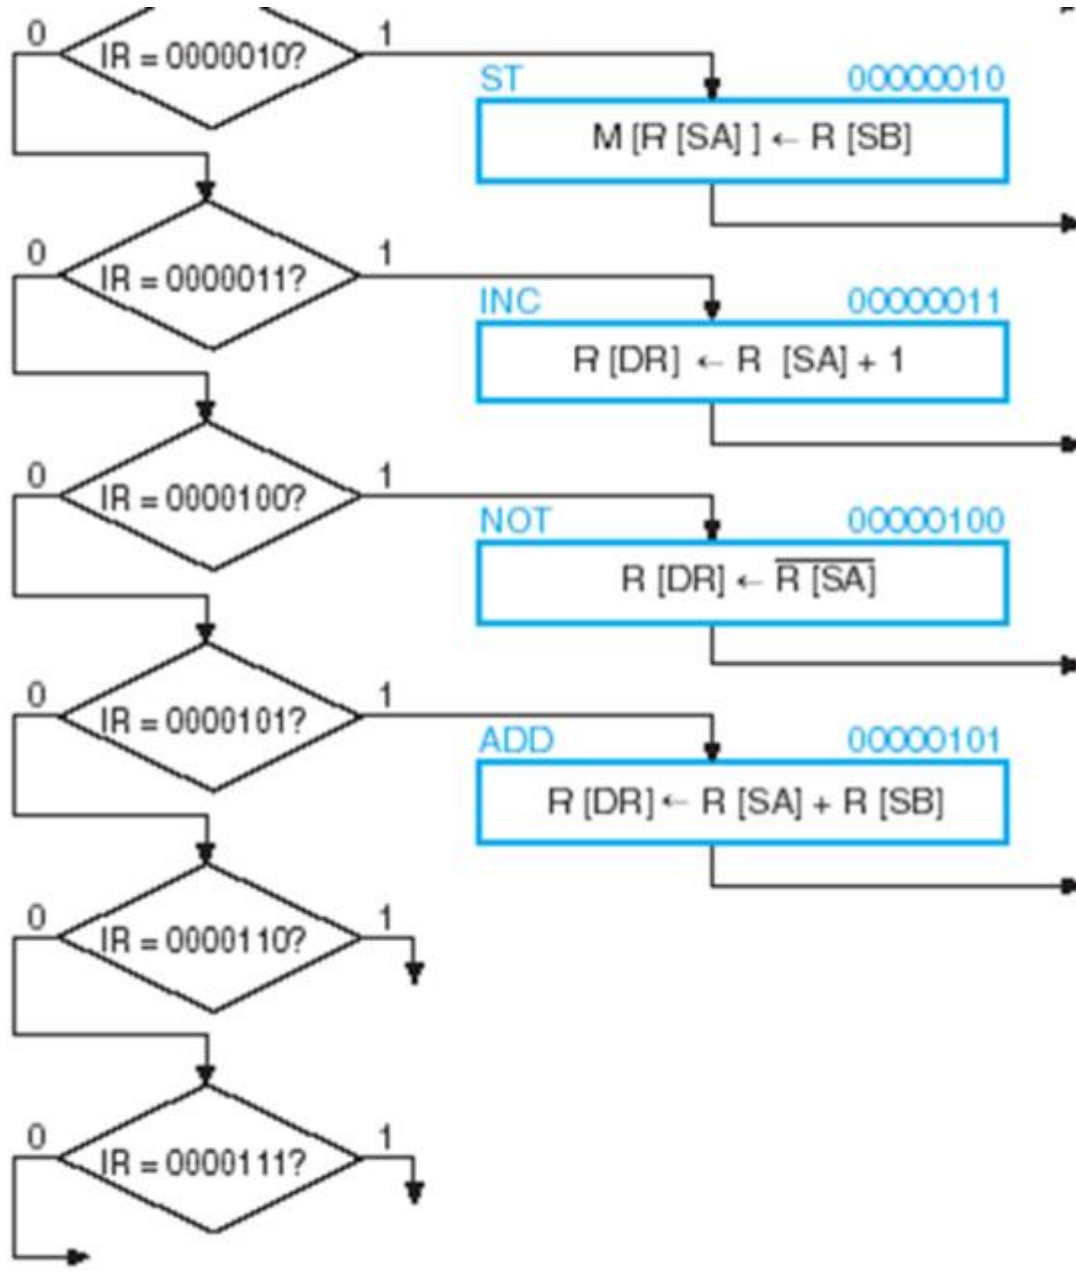 0 1
IR = 0000010?
ST 00000010
M [R [SA] ] ← R [SB]
0 1
IR = 0000011?
INC 00000011
R [DR] ← R [SA] + 1
0 1
IR = 0000100?
NOT 00000100
R [DR] ← R̅ ̅[̅S̅A̅]̅
0 1
IR = 0000101?
ADD 00000101
R [DR] ← R [SA] + R [SB]
0 1
IR = 0000110?
0 1
IR = 0000111?